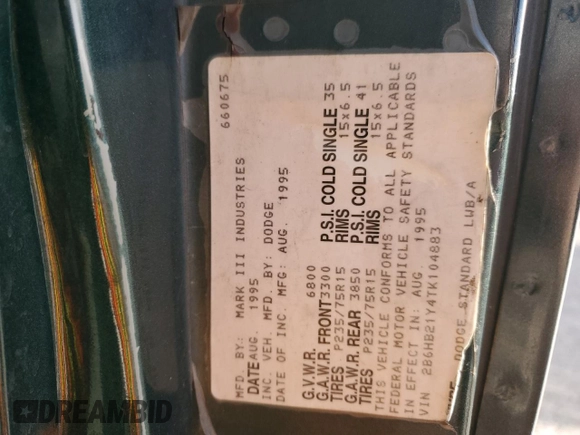 660675
MFD. BY: MARK III INDUSTRIES
DATE AUG. 1995
INC. VEH. MFD. BY: DODGE
DATE OF INC. MFG: AUG. 1995
G.V.W.R. 6800
G.A.W.R. FRONT 3300 P.S.I. COLD SINGLE 35
TIRES P235/75R15 RIMS 15x6.5
G.A.W.R. REAR 3850 P.S.I. COLD SINGLE 41
TIRES P235/75R15 RIMS 15x6.5
THIS VEHICLE CONFORMS TO ALL APPLICABLE
FEDERAL MOTOR VEHICLE SAFETY STANDARDS
EFFECT IN: AUG 1995
VIN 2B6HB21Y4TK104883
DODGE STANDARD LWB/A
DREAMBID